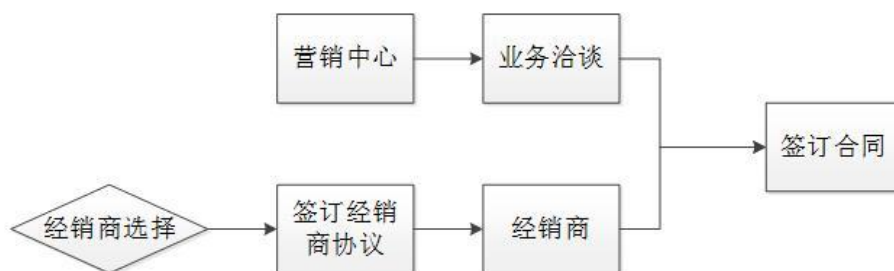 营销中心
业务洽谈
签订合同
经销商选择
签订经销
商协议
经销商